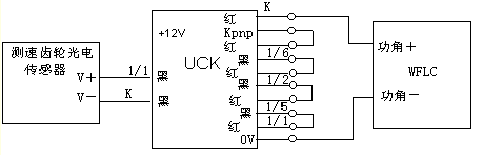 K
红
+12V
Kpnp
测速齿轮光电
传感器
红
功角+
黑
1/6
UCK
WFLC
V+
1/1
黑
黑
1/2
黑
V-
K
黑
红
功角-
黑
1/5
红
1/1
0V